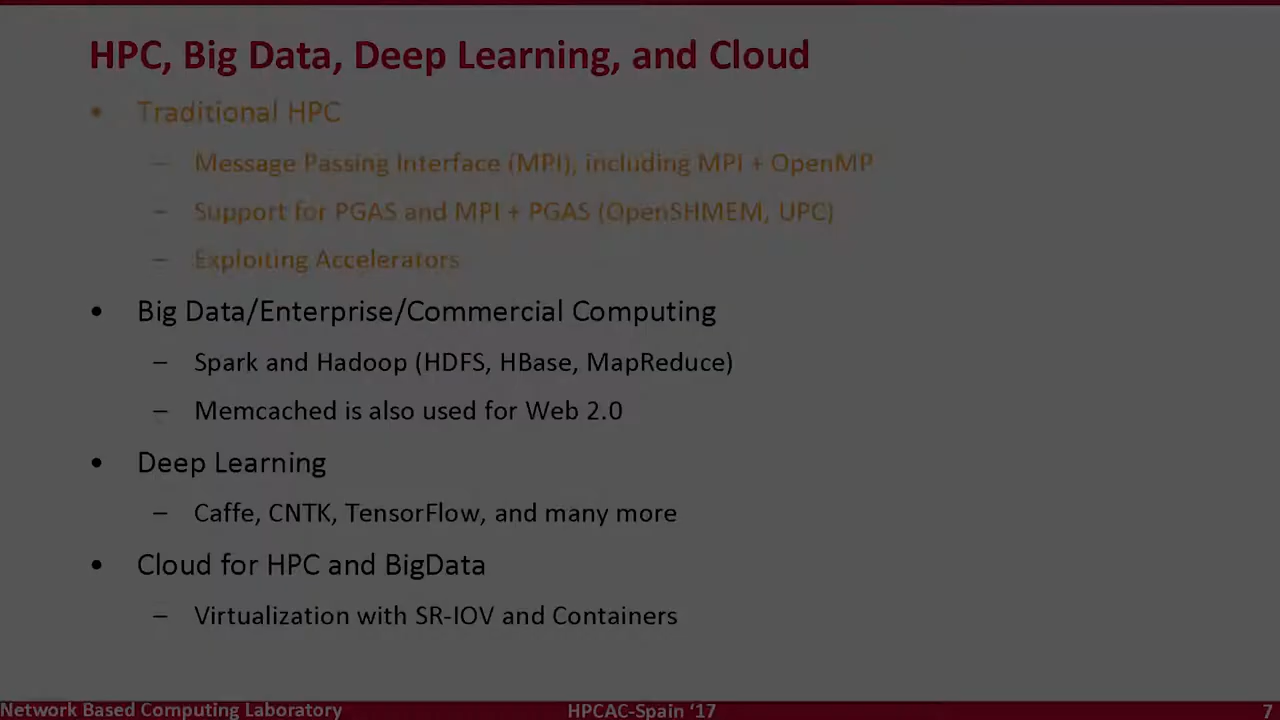 HPC, Big Data, Deep Learning, and Cloud
• Traditional HPC
– Message Passing Interface (MPI), including MPI + OpenMP
– Support for PGAS and MPI + PGAS (OpenSHMEM, UPC)
– Exploiting Accelerators
• Big Data/Enterprise/Commercial Computing
– Spark and Hadoop (HDFS, HBase, MapReduce)
– Memcached is also used for Web 2.0
• Deep Learning
– Caffe, CNTK, TensorFlow, and many more
• Cloud for HPC and BigData
– Virtualization with SR-IOV and Containers
Network Based Computing Laboratory HPCAC-Spain ‘17 7